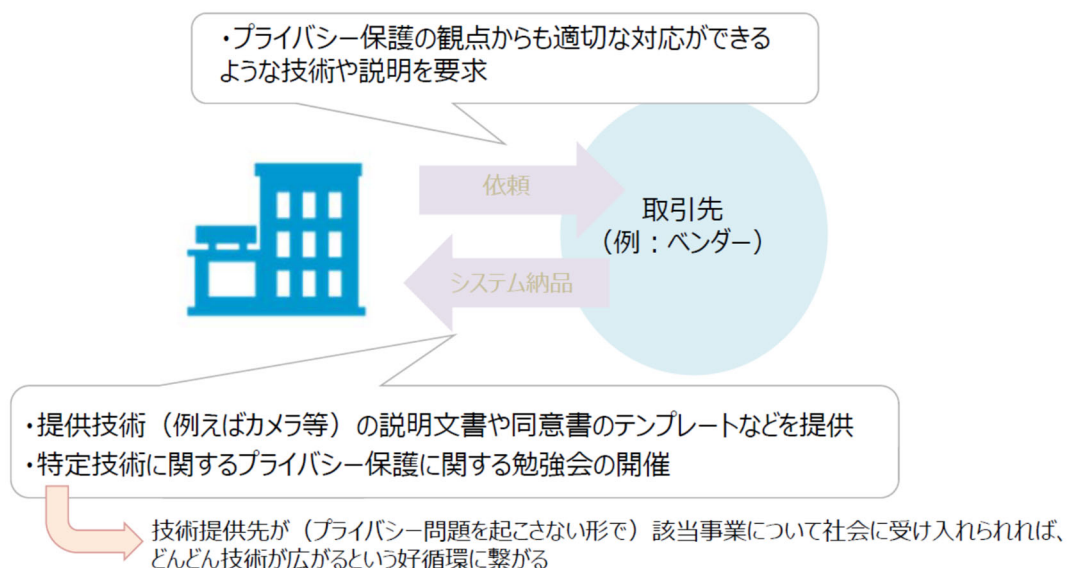 ・プライバシー保護の観点からも適切な対応ができる
ような技術や説明を要求
依頼
取引先
（例：ベンダー）
システム納品
・提供技術（例えばカメラ等）の説明文書や同意書のテンプレートなどを提供
・特定技術に関するプライバシー保護に関する勉強会の開催
技術提供先が（プライバシー問題を起こさない形で）該当事業について社会に受け入れられれば、
どんどん技術が広がるという好循環に繋がる